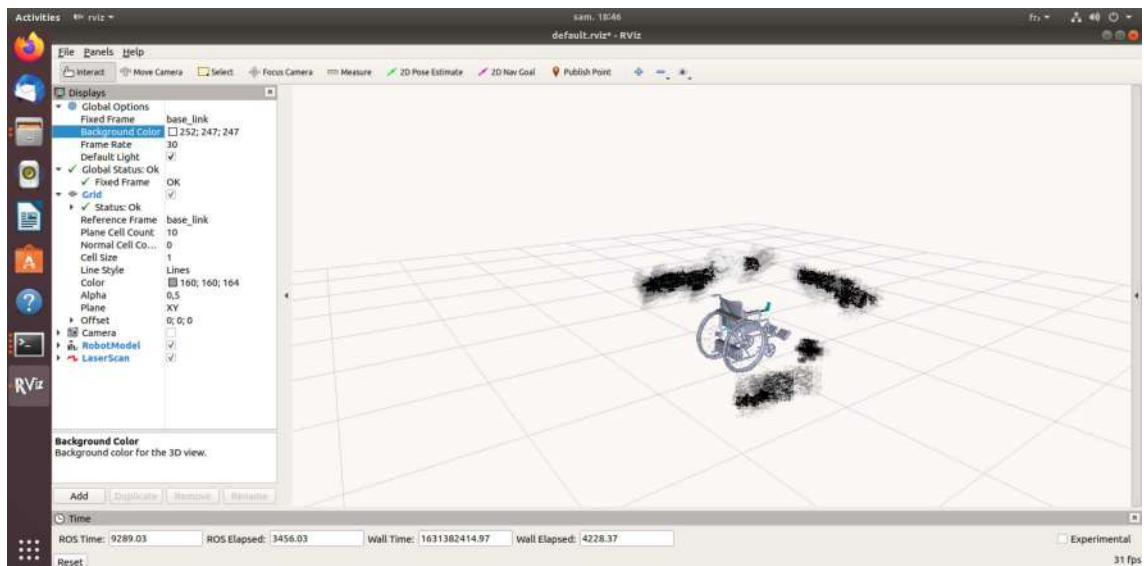 Activities rviz sam. 18:46 fr₁
default.rviz* - RViz
File Panels Help
Interact Move Camera Select Focus Camera Measure 2D Pose Estimate 2D Nav Goal Publish Point
Displays
Global Options
Fixed Frame base_link
Background Color 252; 247; 247
Frame Rate 30
Default Light
Global Status: Ok
Fixed Frame OK
Grid
Status: Ok
Reference Frame base_link
Plane Cell Count 10
Normal Cell Co... 0
Cell Size 1
Line Style Lines
Color 160; 160; 164
Alpha 0,5
Plane XY
Offset 0; 0; 0
Camera
RobotModel
LaserScan
RViz
Background Color
Background color for the 3D view.
Add Duplicate Remove Rename
Time
ROS Time: 9289.03 ROS Elapsed: 3456.03 Wall Time: 1631382414.97 Wall Elapsed: 4228.37 Experimental
Reset 31 fps